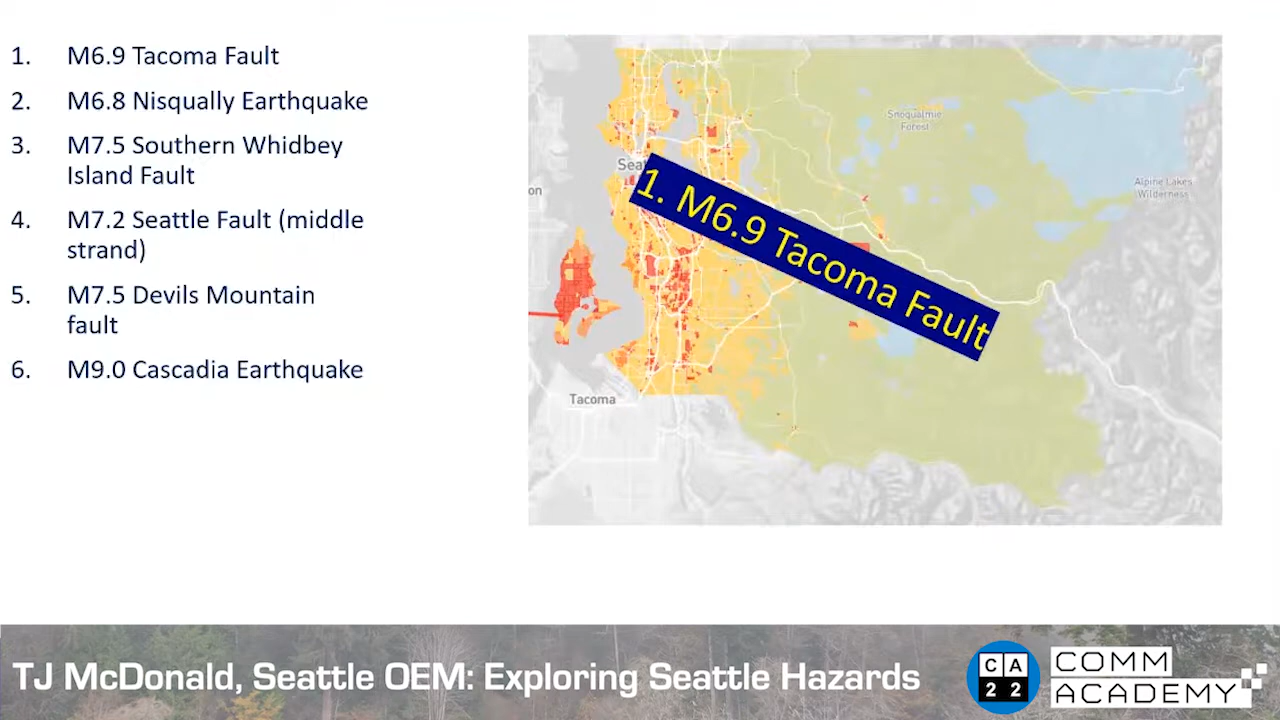 1. M6.9 Tacoma Fault
2. M6.8 Nisqually Earthquake
3. M7.5 Southern Whidbey
Island Fault
4. M7.2 Seattle Fault (middle
strand)
5. M7.5 Devils Mountain
fault
6. M9.0 Cascadia Earthquake
Snoqualmie
Forest
Sea
on
Alpine Lakes
Wilderness
1. M6.9 Tacoma Fault
Tacoma
TJ McDonald, Seattle OEM: Exploring Seattle Hazards
CA
22
COMM
ACADEMY